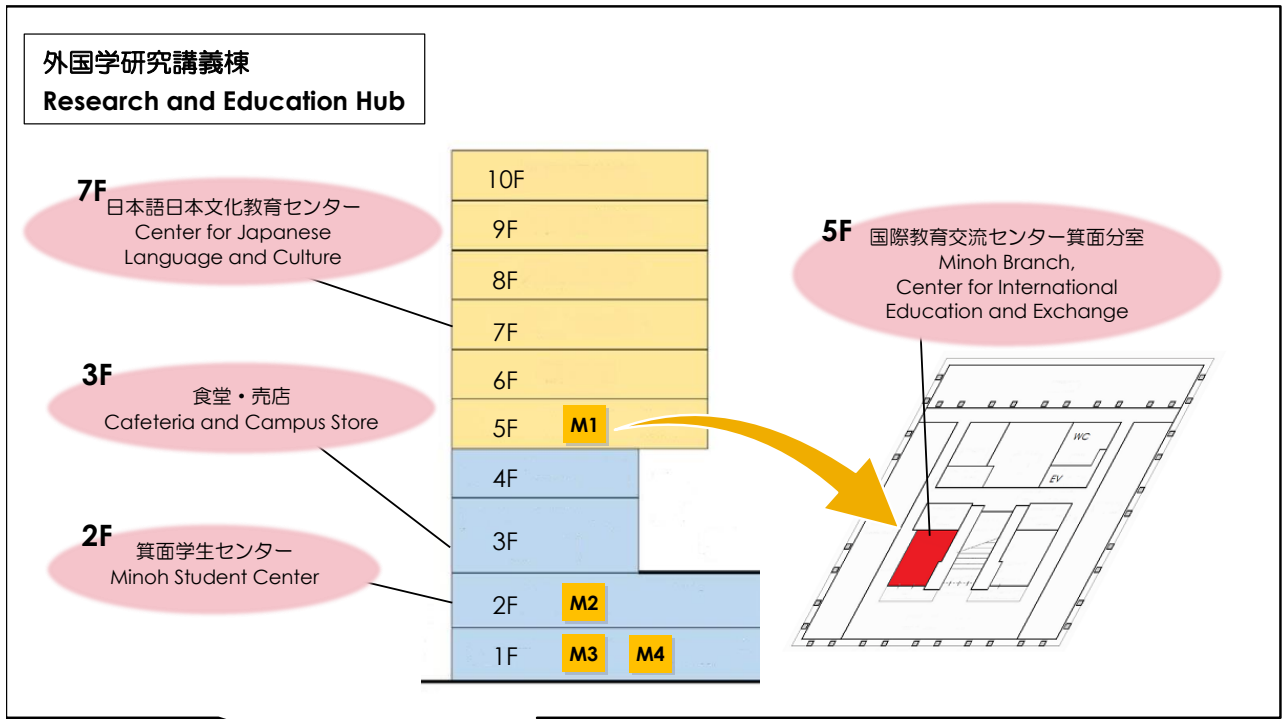 外国学研究講義棟
Research and Education Hub
7F
日本語日本文化教育センター
Center for Japanese
Language and Culture
3F
食堂・売店
Cafeteria and Campus Store
2F
箕面学生センター
Minoh Student Center
10F
9F
8F
7F
6F
5F M1
4F
3F
2F M2
1F M3 M4
5F
国際教育交流センター箕面分室
Minoh Branch,
Center for International
Education and Exchange
WC
EV